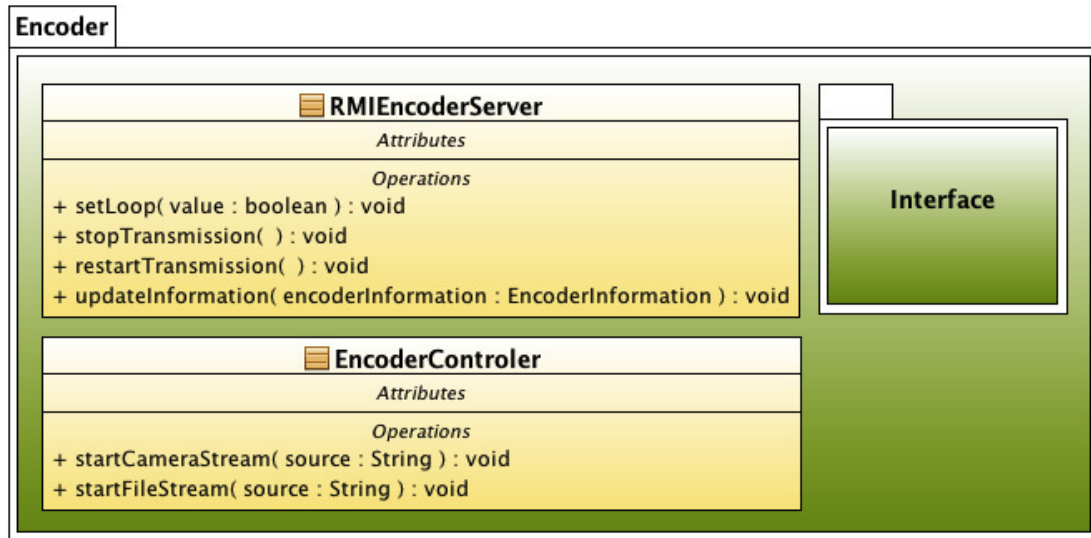 Encoder
RMIEncoderServer
Attributes
Operations
+ setLoop( value : boolean ) : void
+ stopTransmission(  ) : void
+ restartTransmission(  ) : void
+ updateInformation( encoderInformation : EncoderInformation ) : void
Interface
EncoderControler
Attributes
Operations
+ startCameraStream( source : String ) : void
+ startFileStream( source : String ) : void